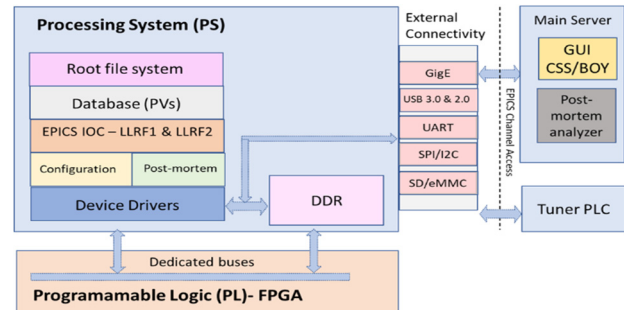 Processing System (PS)
Root file system
Database (PVs)
EPICS IOC – LLRF1 & LLRF2
Configuration
Post-mortem
Device Drivers
DDR
External
Connectivity
GigE
USB 3.0 & 2.0
UART
SPI/I2C
SD/eMMC
EPICS Channel Access
Main Server
GUI
CSS/BOY
Post-
mortem
analyzer
Tuner PLC
Dedicated buses
Programamable Logic (PL)- FPGA